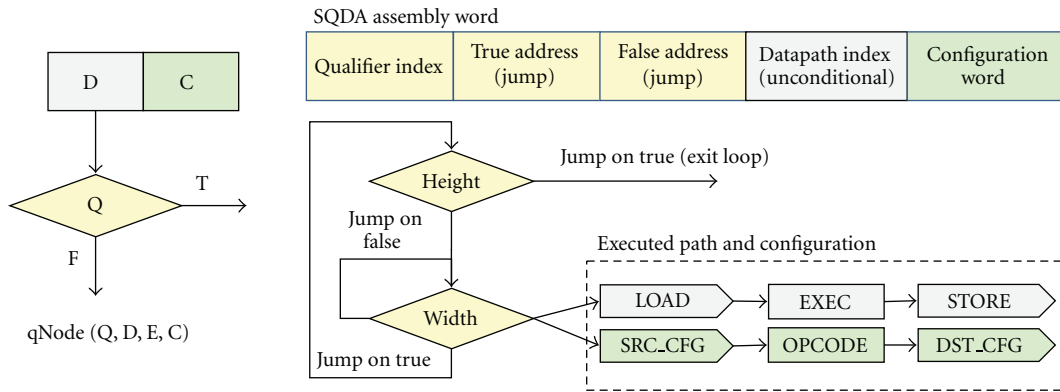 SQDA assembly word
Qualifier index
True address
(jump)
False address
(jump)
Datapath index
(unconditional)
Configuration
word
D
C
Q
T
F
qNode (Q, D, E, C)
Height
Jump on true (exit loop)
Jump on
false
Width
Jump on true
Executed path and configuration
LOAD
EXEC
STORE
SRC_CFG
OPCODE
DST_CFG